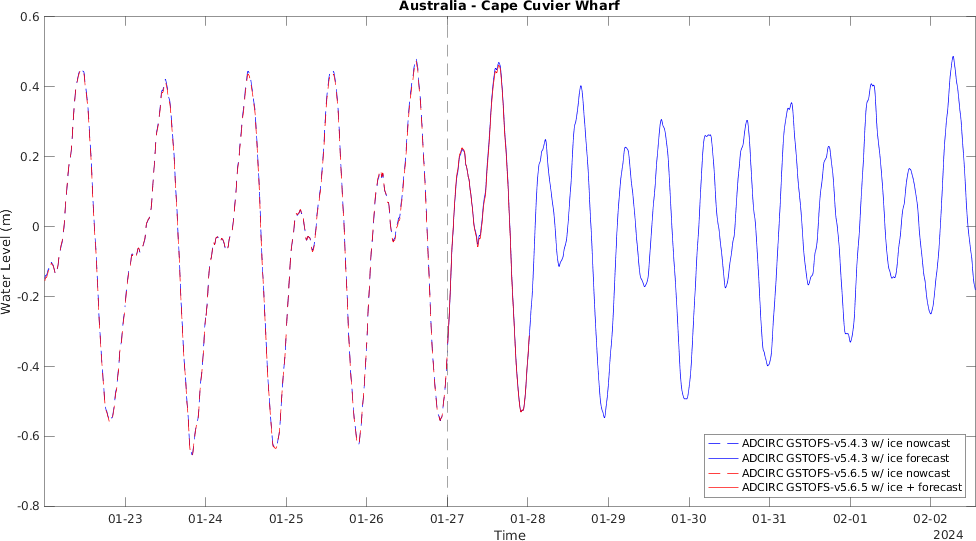 Australia - Cape Cuvier Wharf
0.6
0.4
0.2
0
-0.2
-0.4
-0.6
-0.8
Water Level (m)
ADCIRC GSTOFS-v5.4.3 w/ ice nowcast
ADCIRC GSTOFS-v5.4.3 w/ ice forecast
ADCIRC GSTOFS-v5.6.5 w/ ice nowcast
ADCIRC GSTOFS-v5.6.5 w/ ice + forecast
01-23 01-24 01-25 01-26 01-27 01-28 01-29 01-30 01-31 02-01 02-02
Time
2024